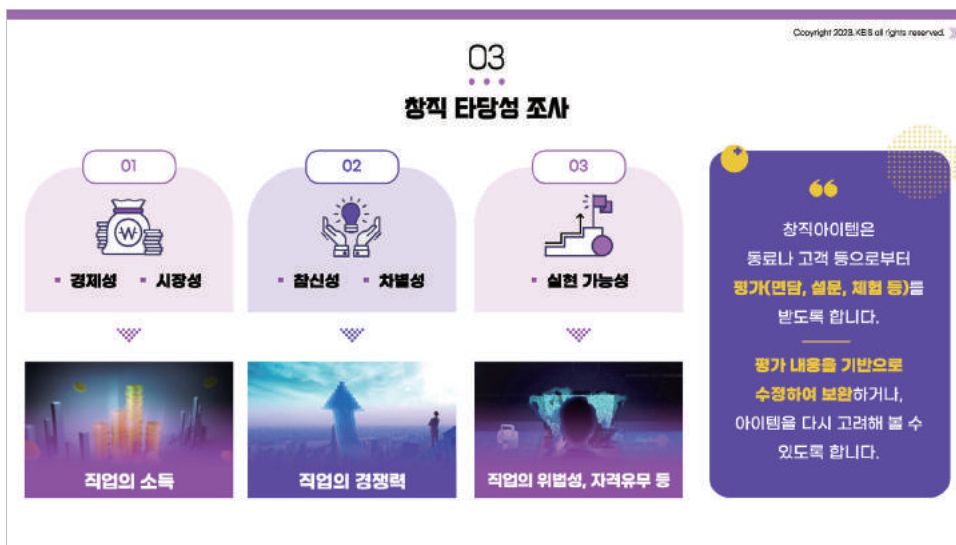 Copyright 2023.KBS all rights reserved.
03
창직 타당성 조사
01
경제성 시장성
직업의 소득
02
참신성 차별성
직업의 경쟁력
03
실현 가능성
직업의 위법성, 자격유무 등
창직아이템은
동료나 고객 등으로부터
평가(면담, 설문, 체험 등)를
받도록 합니다.
평가 내용을 기반으로
수정하여 보완하거나,
아이템을 다시 고려해 볼 수
있도록 합니다.